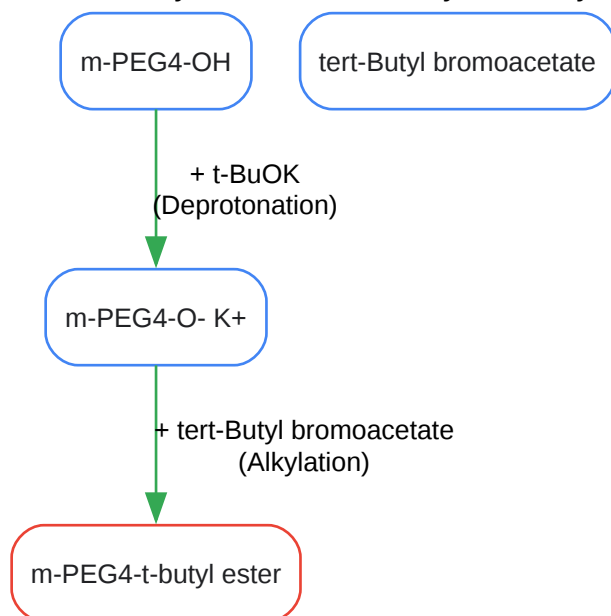 m-PEG4-OH
tert-Butyl bromoacetate
+ t-BuOK
(Deprotonation)
m-PEG4-O- K+
+ tert-Butyl bromoacetate
(Alkylation)
m-PEG4-t-butyl ester